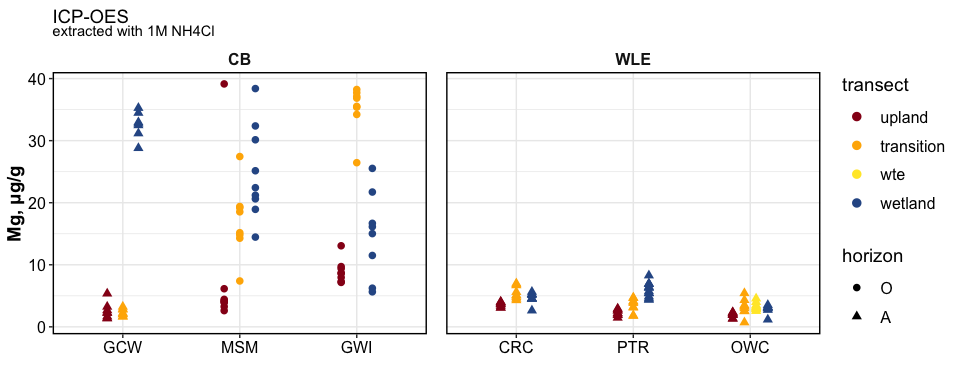 ICP-OES
extracted with 1M NH4Cl
CB
WLE
Mg, µg/g
40
30
20
10
0
GCW
MSM
GWI
CRC
PTR
OWC
transect
upland
transition
wte
wetland
horizon
O
A